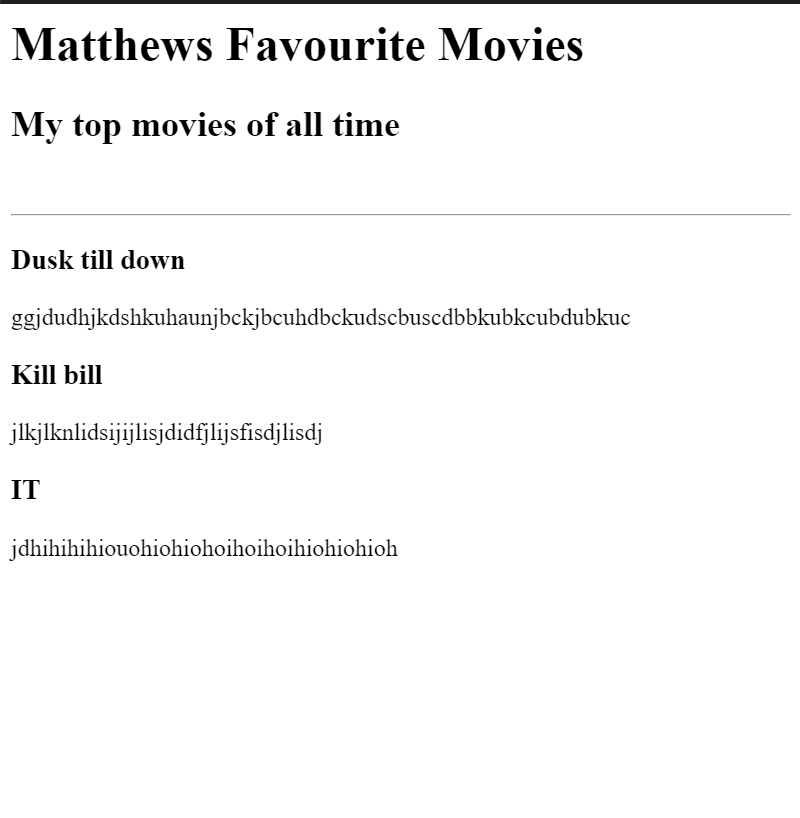 Matthews Favourite Movies
My top movies of all time
Dusk till down
ggjdudhjkdshkuhaunjbckjbcuhdbckudscbuscdbbkubkcubdubkuc
Kill bill
jlkjlknlidsijijlisjdidfjlijsfisdjlisdj
IT
jdhihihihiouohiohiohoihoihoihiohiohioh